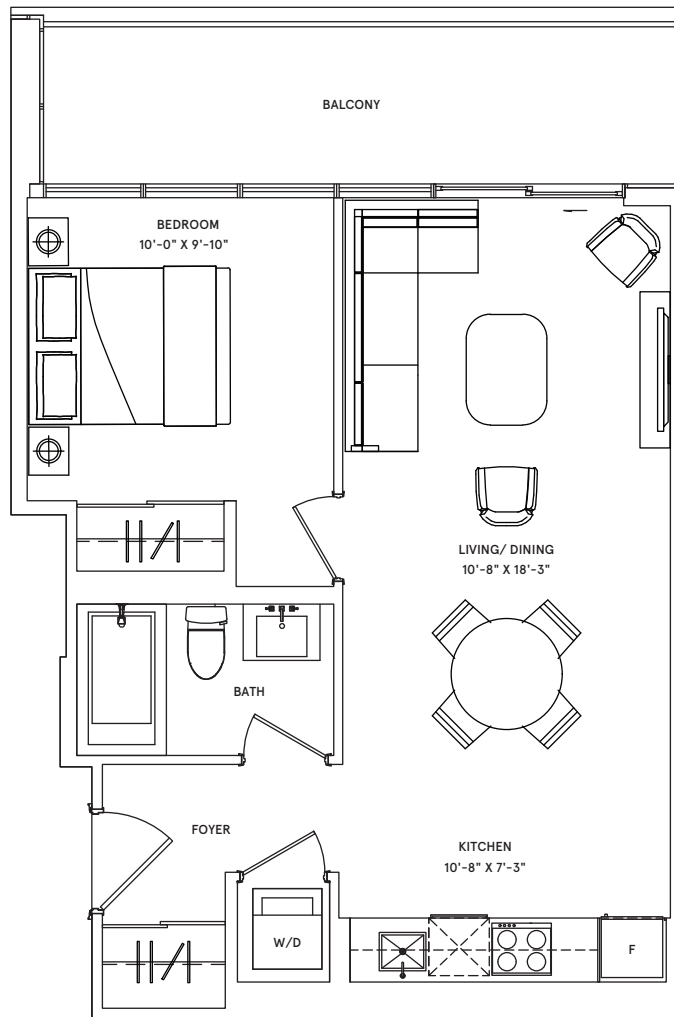 BALCONY
BEDROOM
10'-0" X 9'-10"
LIVING/ DINING
10'-8" X 18'-3"
BATH
FOYER
KITCHEN
10'-8" X 7'-3"
W/D
F